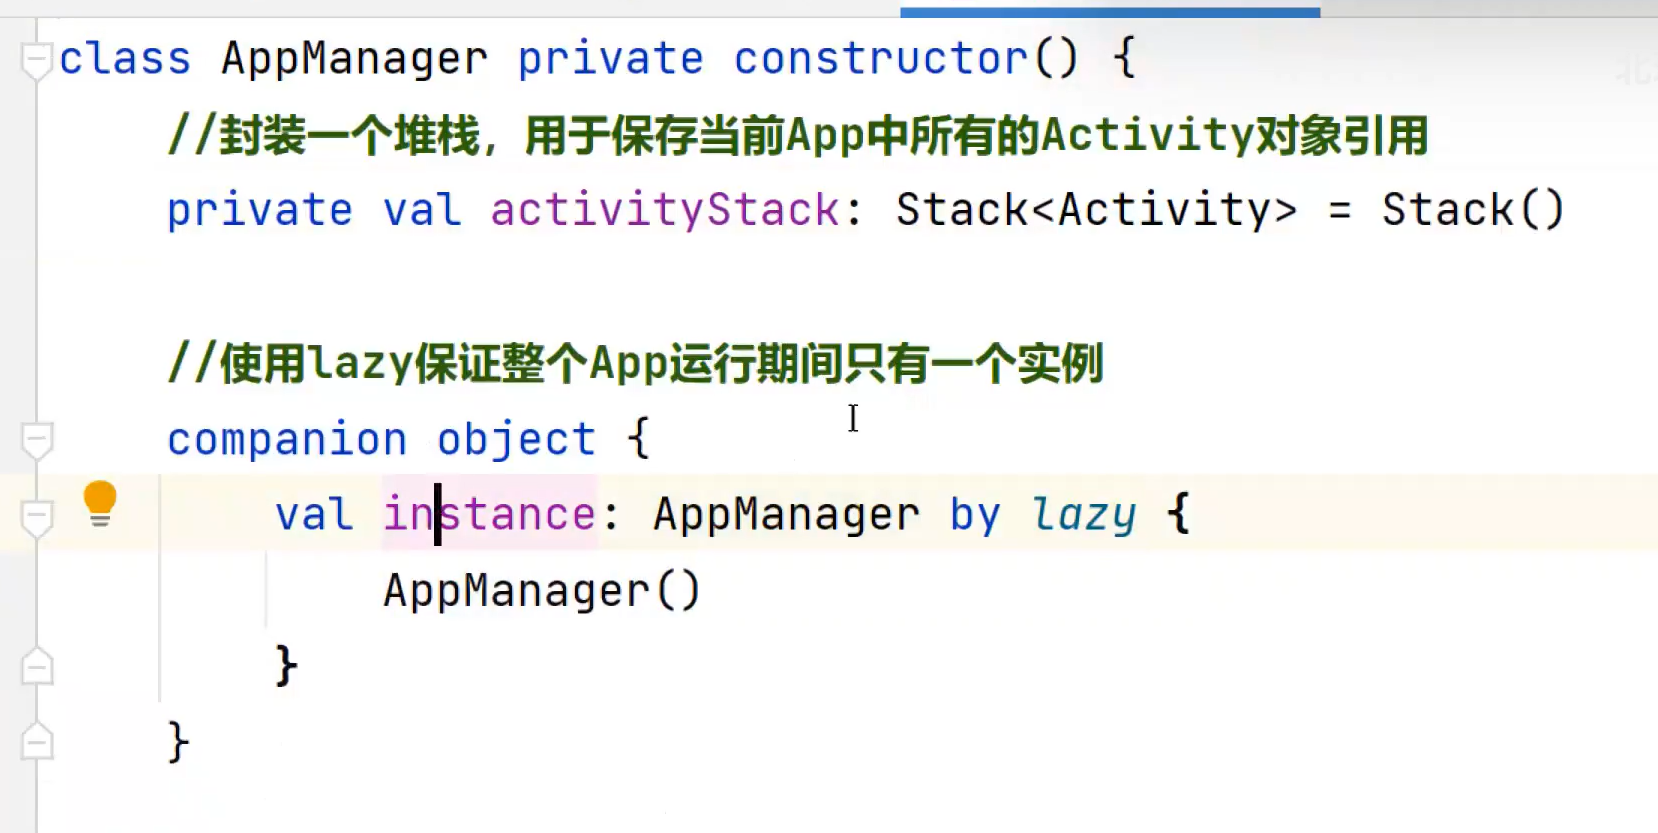 class AppManager private constructor() {
//封装一个堆栈，用于保存当前App中所有的Activity对象引用
private val activityStack: Stack<Activity> = Stack()
//使用lazy保证整个App运行期间只有一个实例
companion object {
val instance: AppManager by lazy {
AppManager()
}
}